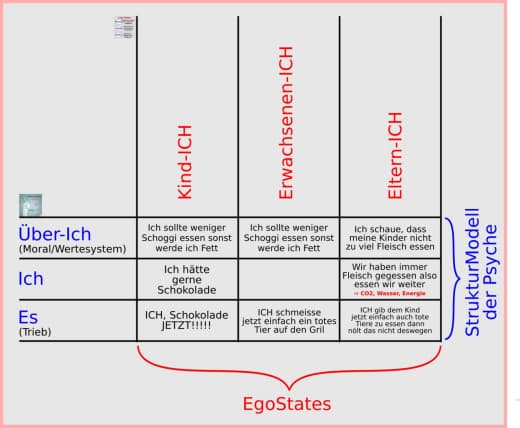 Kind-ICH
Erwachsenen-ICH
Eltern-ICH
Über-Ich
(Moral/Wertesystem)
Ich sollte weniger
Schoggi essen sonst
werde ich Fett
Ich sollte weniger
Schoggi essen sonst
werde ich Fett
Ich schaue, dass
meine Kinder nicht
zu viel Fleisch essen
Ich
Ich hätte
gerne
Schokolade
Wir haben immer
Fleisch gegessen also
essen wir weiter
⇒ CO2, Wasser, Energie
Es
(Trieb)
ICH, Schokolade
JETZT!!!!!
ICH schmeisse
jetzt einfach ein totes
Tier auf den Gril
ICH gib dem Kind
jetzt einfach auch tote
Tiere zu essen dann
nölt das nicht deswegen
StrukturModell
der Psyche
EgoStates